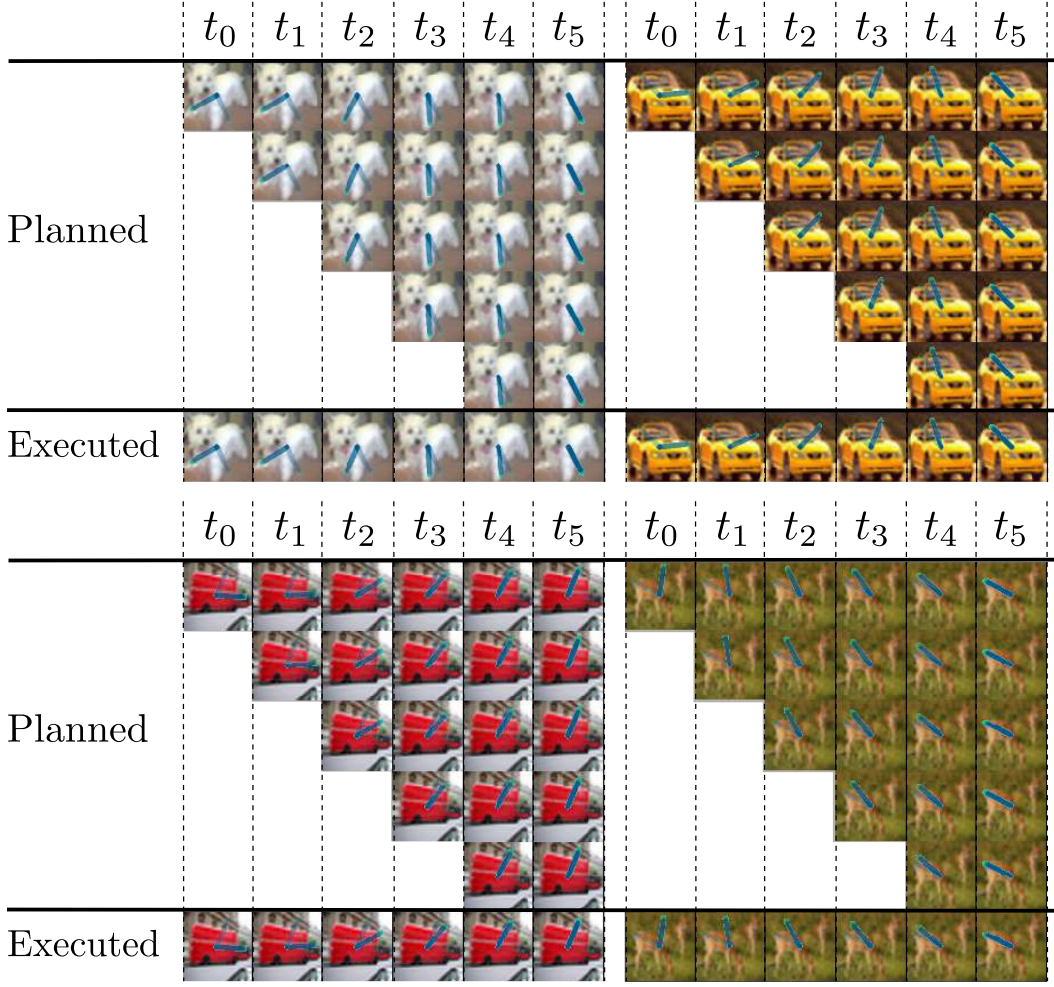 t₀ t₁ t₂ t₃ t₄ t₅ t₀ t₁ t₂ t₃ t₄ t₅
Planned
Executed
t₀ t₁ t₂ t₃ t₄ t₅ t₀ t₁ t₂ t₃ t₄ t₅
Planned
Executed